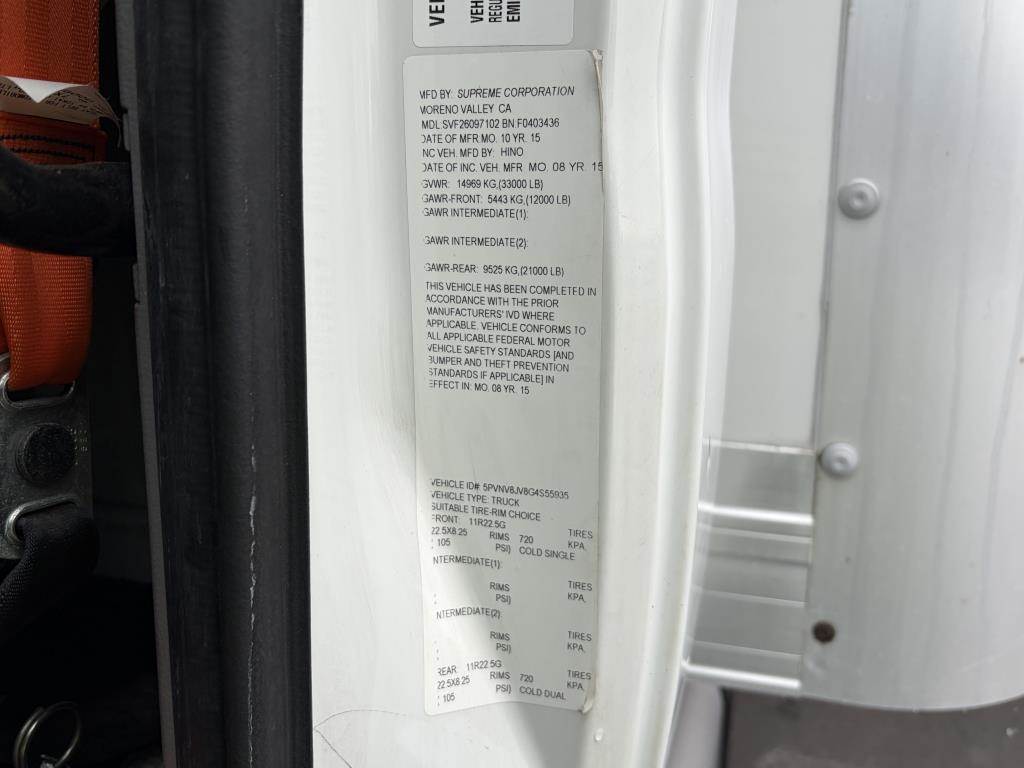 VEH
REGU
EMI
MFD BY: SUPREME CORPORATION
MORENO VALLEY CA
MDL SVF26097102 BN F0403436
DATE OF MFR MO. 10 YR. 15
INC VEH. MFD BY: HINO
DATE OF INC. VEH. MFR MO. 08 YR. 15
GVWR: 14969 KG,(33000 LB)
GAWR-FRONT: 5443 KG,(12000 LB)
GAWR INTERMEDIATE(1):
GAWR INTERMEDIATE(2):
GAWR-REAR: 9525 KG,(21000 LB)
THIS VEHICLE HAS BEEN COMPLETED IN
ACCORDANCE WITH THE PRIOR
MANUFACTURERS' IVD WHERE
APPLICABLE. VEHICLE CONFORMS TO
ALL APPLICABLE FEDERAL MOTOR
VEHICLE SAFETY STANDARDS [AND
BUMPER AND THEFT PREVENTION
STANDARDS IF APPLICABLE] IN
EFFECT IN: MO. 08 YR. 15
VEHICLE ID# 5PVNV8JV8G4S55935
VEHICLE TYPE: TRUCK
SUITABLE TIRE-RIM CHOICE
FRONT: 11R22.5G TIRES
22.5X8.25 RIMS 720 KPA,
105 PSI) COLD SINGLE
INTERMEDIATE(1):
TIRES
RIMS KPA,
PSI)
INTERMEDIATE(2):
TIRES
RIMS KPA,
PSI)
REAR: 11R22.5G TIRES
22.5X8.25 RIMS 720 KPA,
105 PSI) COLD DUAL